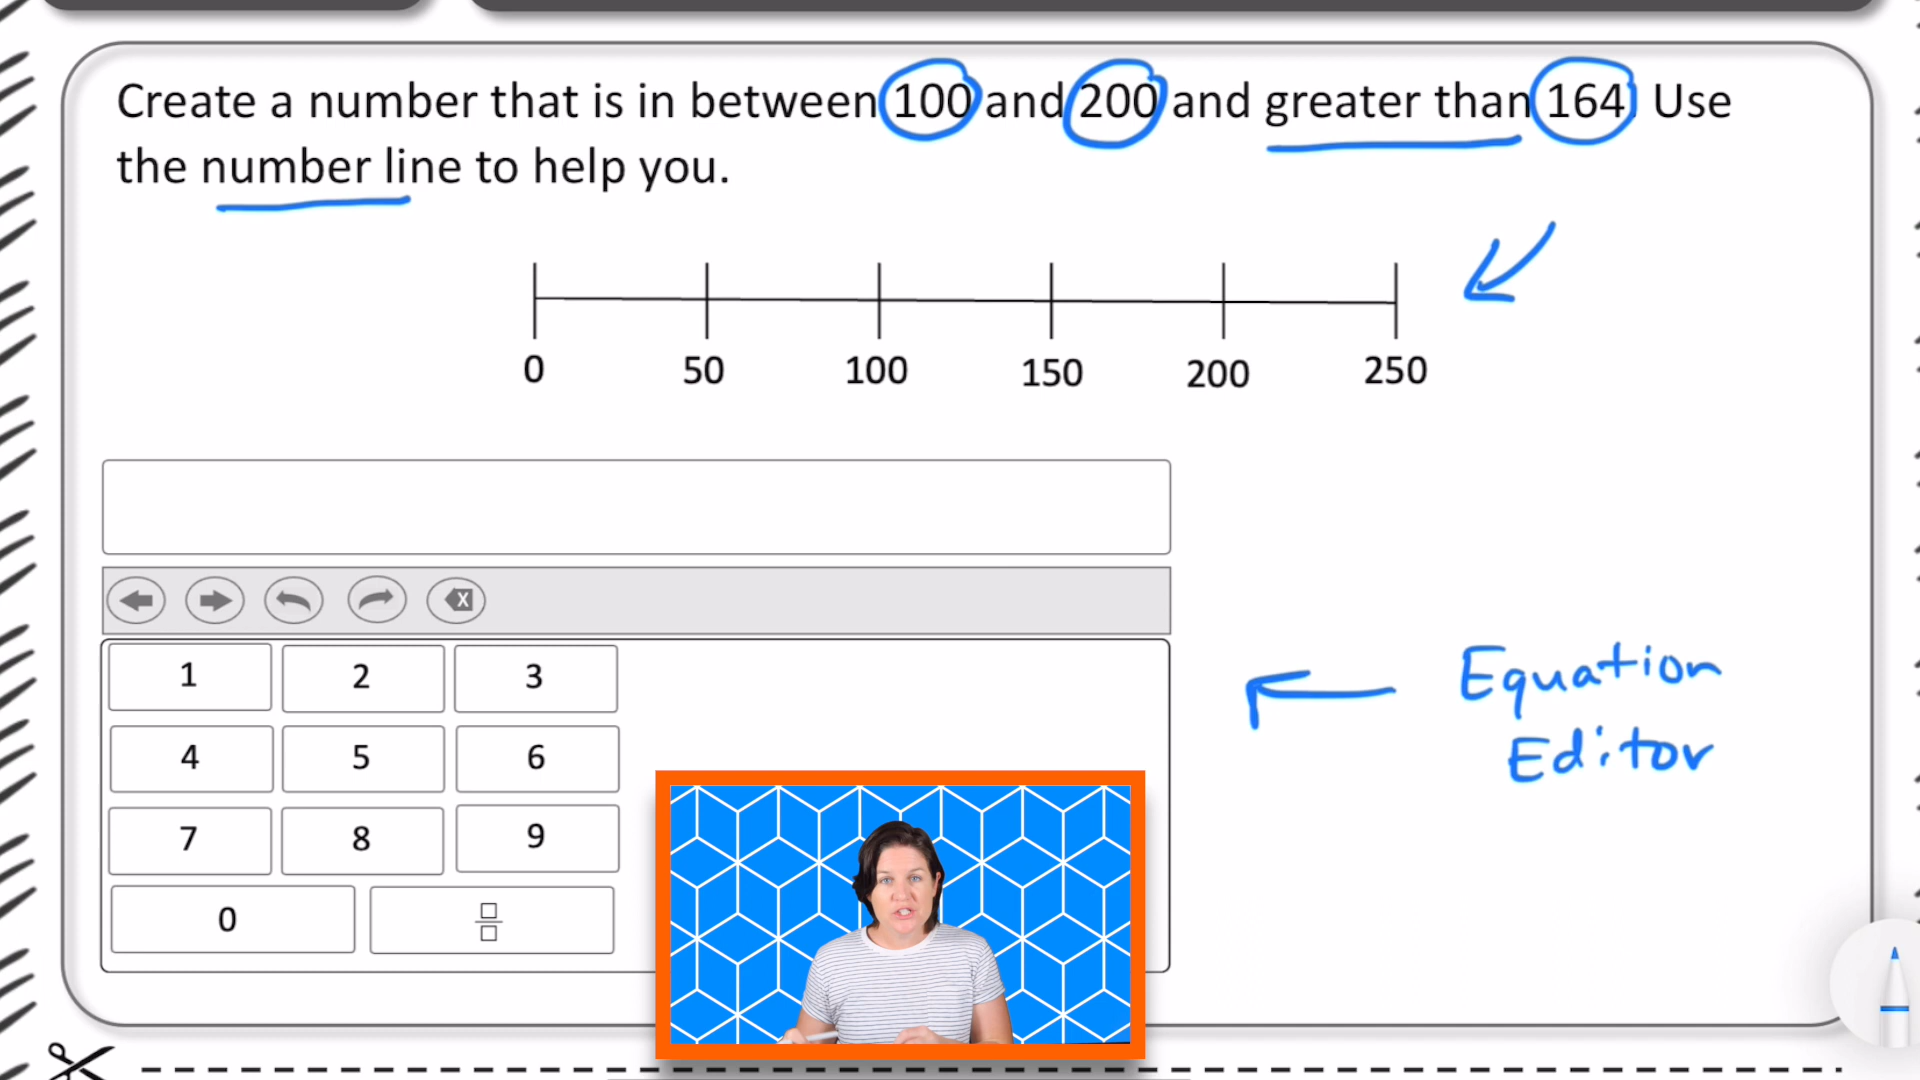 Create a number that is in between 100 and 200 and greater than 164. Use
the number line to help you.
0 50 100 150 200 250
X
1 2 3
4 5 6
7 8 9
0
Equation
Editor